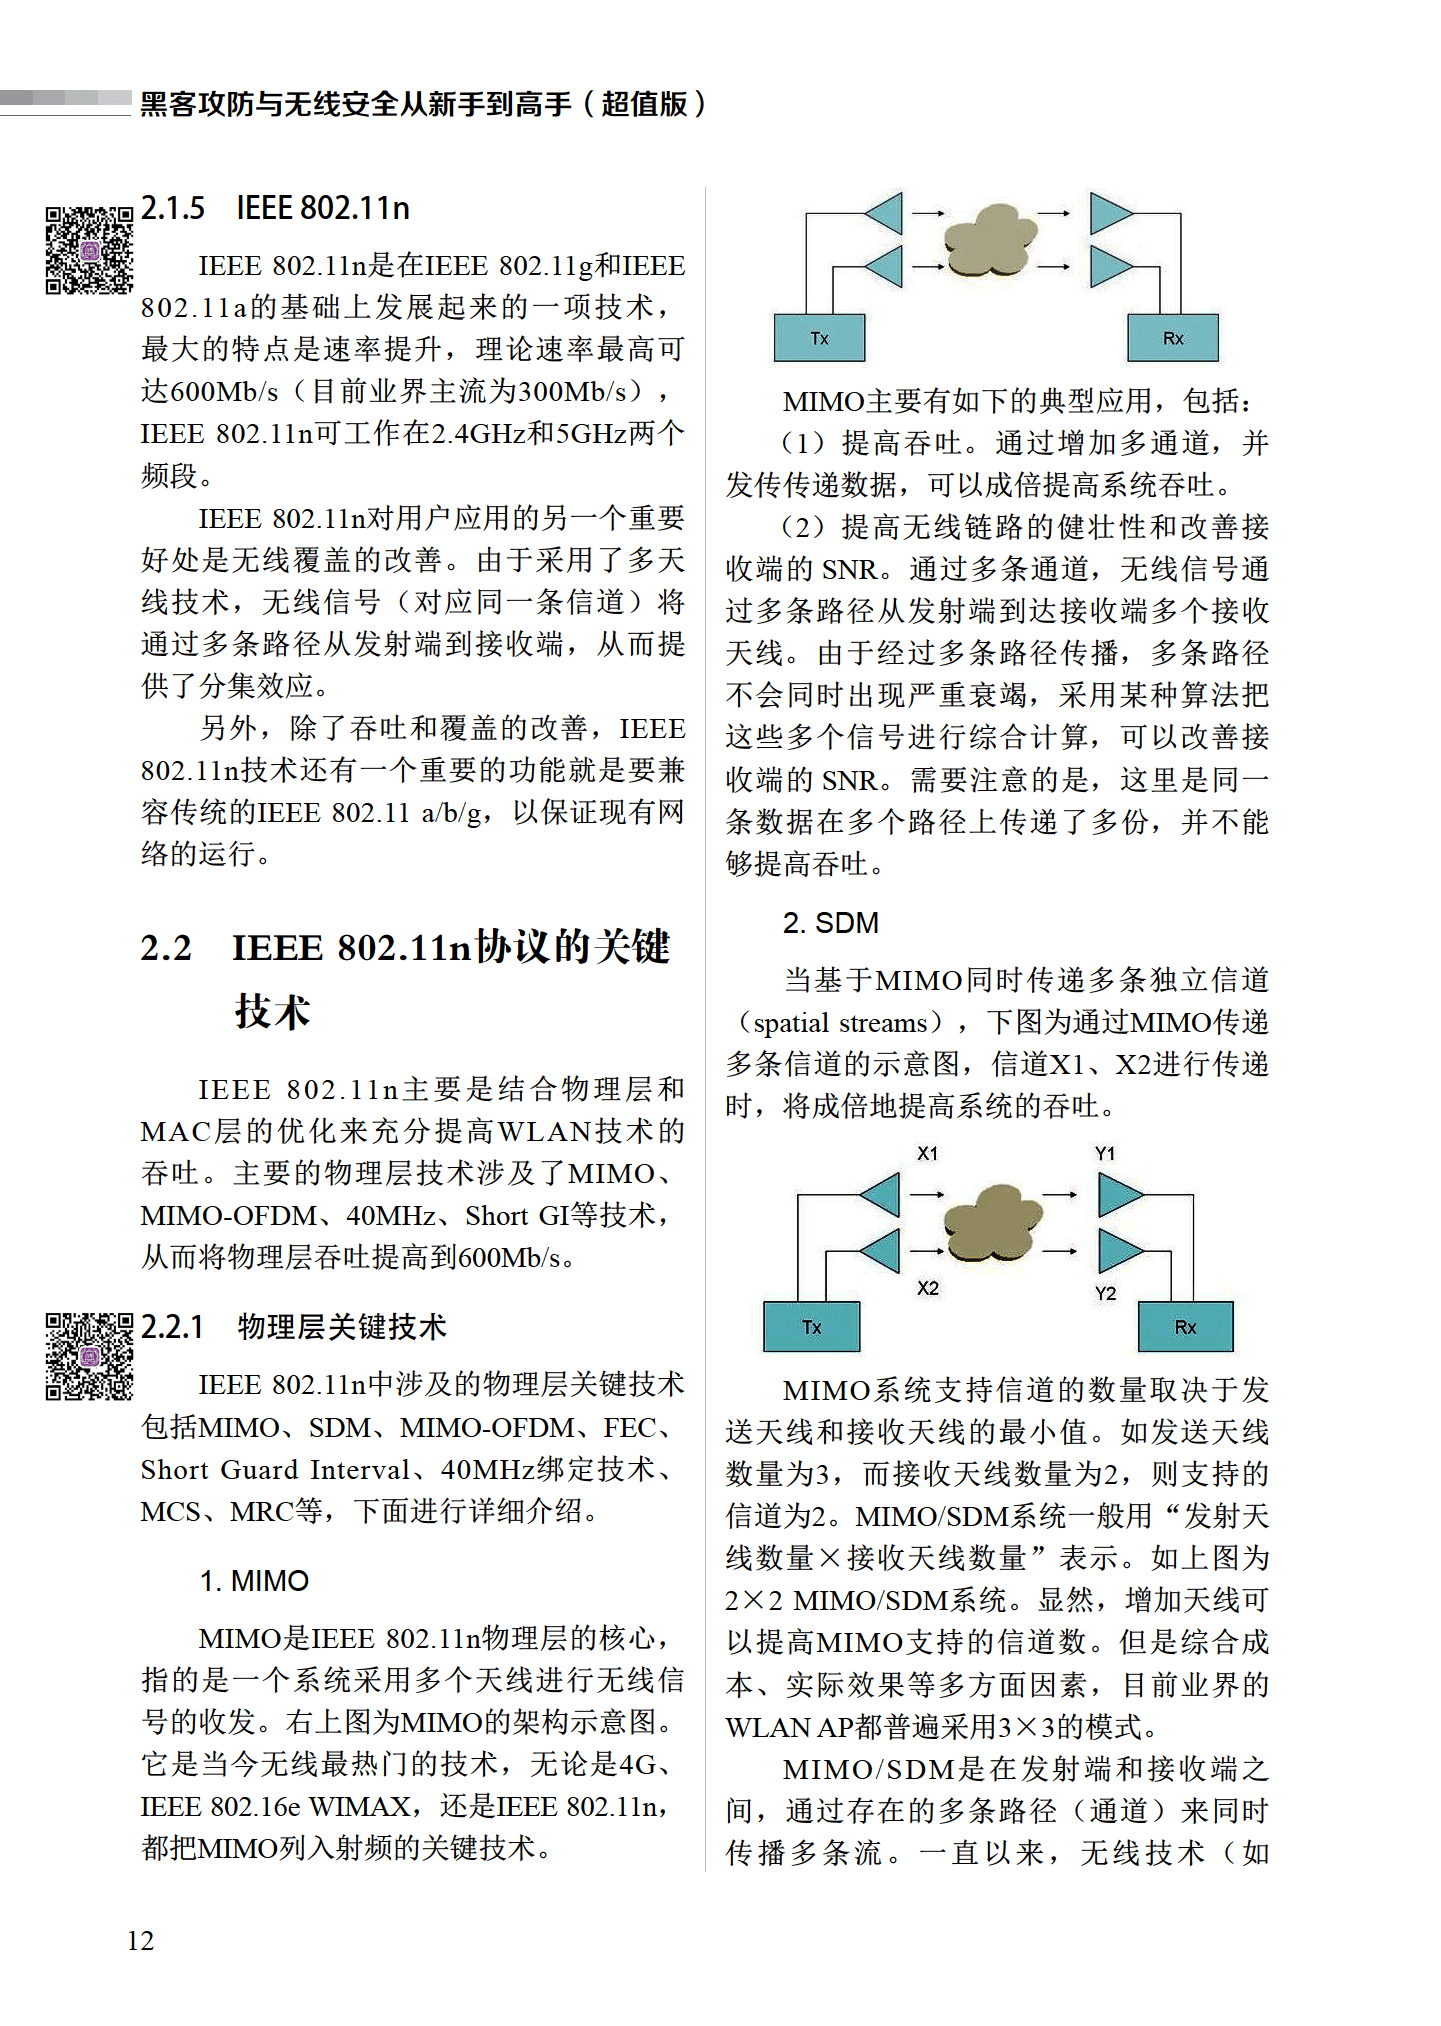 黑客攻防与无线安全从新手到高手（超值版）
2.1.5 IEEE 802.11n
IEEE 802.11n是在IEEE 802.11g和IEEE
802.11a的基础上发展起来的一项技术，
最大的特点是速率提升，理论速率最高可
达600Mb/s（目前业界主流为300Mb/s），
IEEE 802.11n可工作在2.4GHz和5GHz两个
频段。
IEEE 802.11n对用户应用的另一个重要
好处是无线覆盖的改善。由于采用了多天
线技术，无线信号（对应同一条信道）将
通过多条路径从发射端到接收端，从而提
供了分集效应。
另外，除了吞吐和覆盖的改善，IEEE
802.11n技术还有一个重要的功能就是要兼
容传统的IEEE 802.11 a/b/g，以保证现有网
络的运行。
2.2 IEEE 802.11n协议的关键
技术
IEEE 802.11n主要是结合物理层和
MAC层的优化来充分提高WLAN技术的
吞吐。主要的物理层技术涉及了MIMO、
MIMO-OFDM、40MHz、Short GI等技术，
从而将物理层吞吐提高到600Mb/s。
2.2.1 物理层关键技术
IEEE 802.11n中涉及的物理层关键技术
包括MIMO、SDM、MIMO-OFDM、FEC、
Short Guard Interval、40MHz绑定技术、
MCS、MRC等，下面进行详细介绍。
1. MIMO
MIMO是IEEE 802.11n物理层的核心，
指的是一个系统采用多个天线进行无线信
号的收发。右上图为MIMO的架构示意图。
它是当今无线最热门的技术，无论是4G、
IEEE 802.16e WIMAX，还是IEEE 802.11n，
都把MIMO列入射频的关键技术。
Tx Rx
MIMO主要有如下的典型应用，包括：
（1）提高吞吐。通过增加多通道，并
发传传递数据，可以成倍提高系统吞吐。
（2）提高无线链路的健壮性和改善接
收端的 SNR。通过多条通道，无线信号通
过多条路径从发射端到达接收端多个接收
天线。由于经过多条路径传播，多条路径
不会同时出现严重衰竭，采用某种算法把
这些多个信号进行综合计算，可以改善接
收端的 SNR。需要注意的是，这里是同一
条数据在多个路径上传递了多份，并不能
够提高吞吐。
2. SDM
当基于MIMO同时传递多条独立信道
（spatial streams），下图为通过MIMO传递
多条信道的示意图，信道X1、X2进行传递
时，将成倍地提高系统的吞吐。
X1 Y1
X2 Y2
Tx Rx
MIMO系统支持信道的数量取决于发
送天线和接收天线的最小值。如发送天线
数量为3，而接收天线数量为2，则支持的
信道为2。MIMO/SDM系统一般用“发射天
线数量×接收天线数量”表示。如上图为
2×2 MIMO/SDM系统。显然，增加天线可
以提高MIMO支持的信道数。但是综合成
本、实际效果等多方面因素，目前业界的
WLAN AP都普遍采用3×3的模式。
MIMO/SDM是在发射端和接收端之
间，通过存在的多条路径（通道）来同时
传播多条流。一直以来，无线技术（如
12